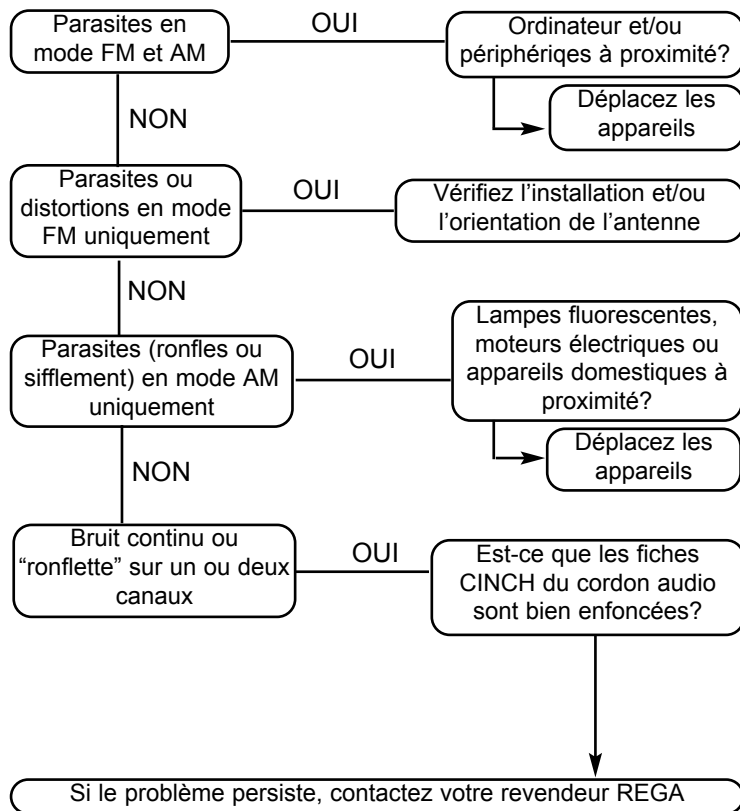 Parasites en
mode FM et AM
OUI
Ordinateur et/ou
périphériqes à proximité?
Déplacez les
appareils
NON
Parasites ou
distortions en mode
FM uniquement
OUI
Vérifiez l’installation et/ou
l’orientation de l’antenne
NON
Parasites (ronfles ou
sifflement) en mode AM
uniquement
OUI
Lampes fluorescentes,
moteurs électriques ou
appareils domestiques à
proximité?
Déplacez les
appareils
NON
Bruit continu ou
“ronflette” sur un ou deux
canaux
OUI
Est-ce que les fiches
CINCH du cordon audio
sont bien enfoncées?
Si le problème persiste, contactez votre revendeur REGA